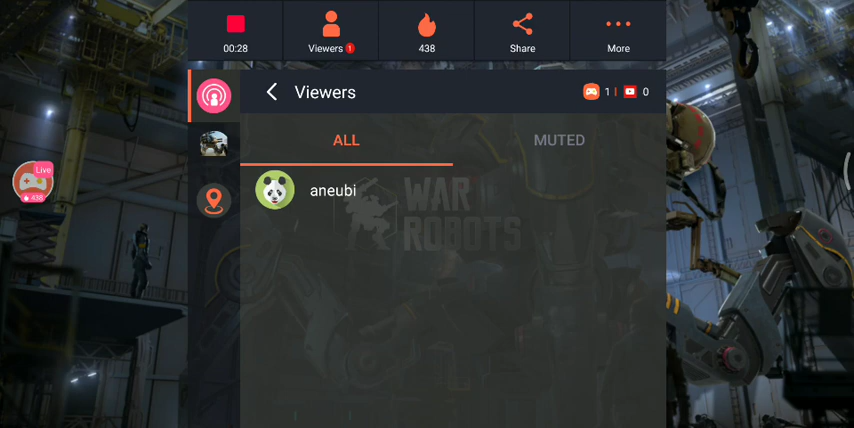 00:28
Viewers 1
438
Share
More
Viewers
1
0
Live
438
ALL
MUTED
aneubi
WAR
ROBOTS